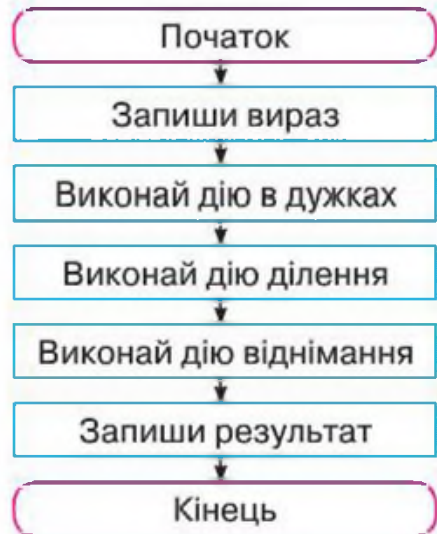 Початок
Запиши вираз
Виконай дію в дужках
Виконай дію ділення
Виконай дію віднімання
Запиши результат
Кінець